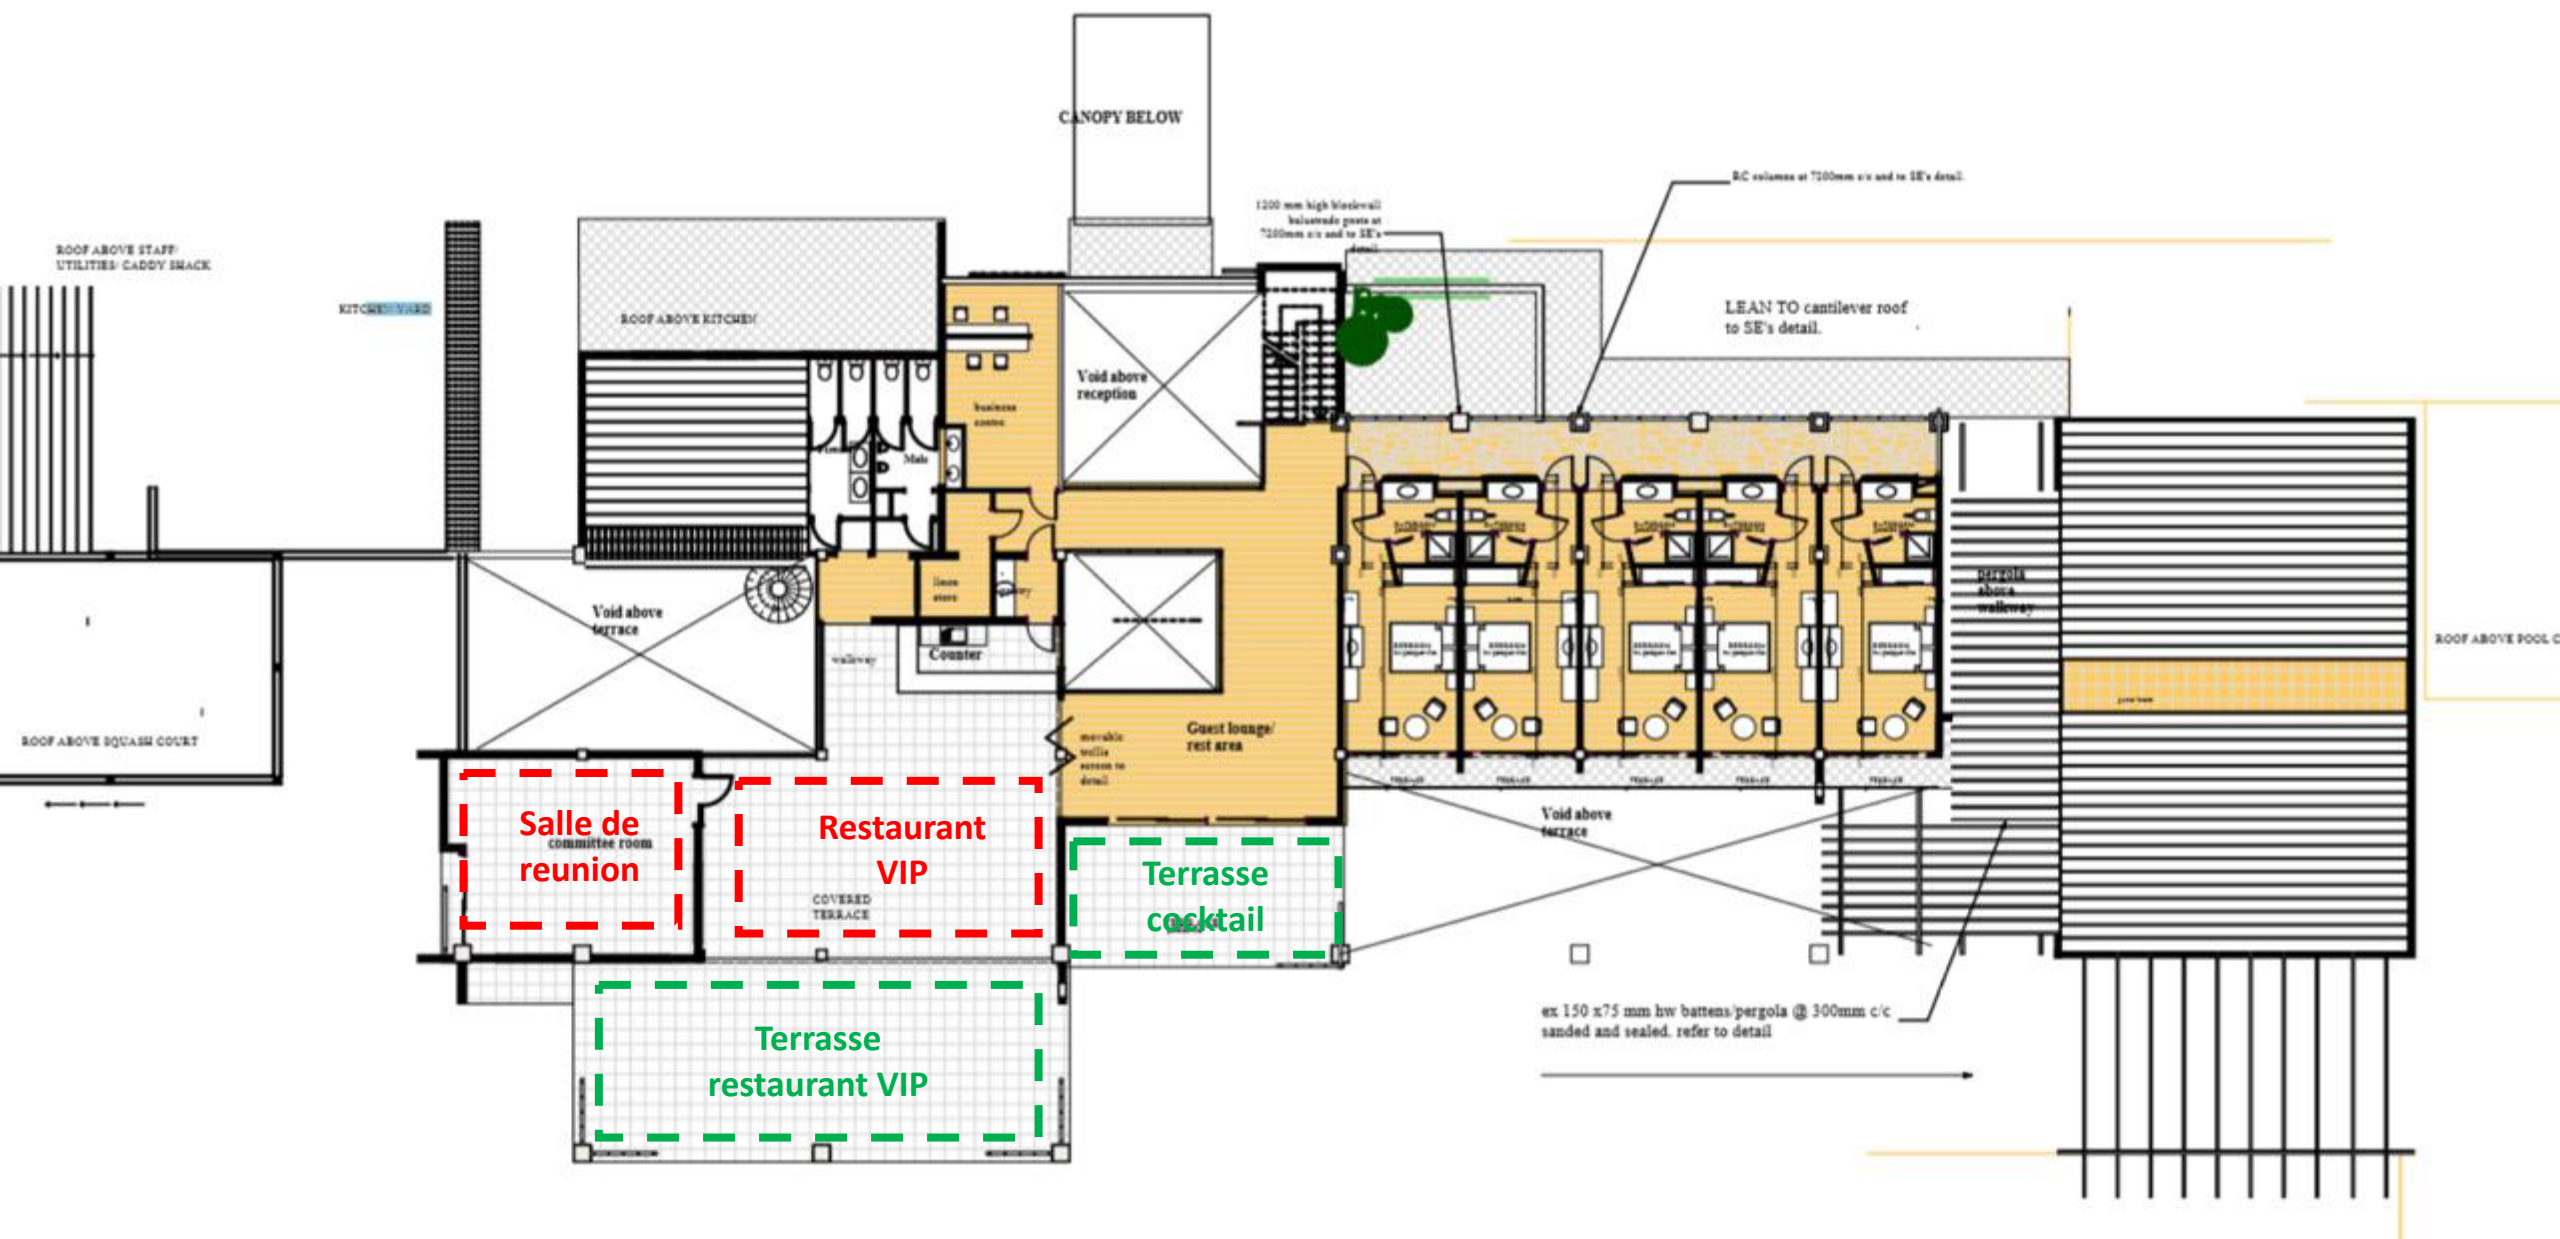 CANOPY BELOW
RC columns at 7200mm c/c and to SE's detail.
1200 mm high blockwall
balustrade posts at
7200mm c/c and to SE's
detail
ROOF ABOVE STAFF/
UTILITIES/ CADDY SHACK
KITCHEN YARD
ROOF ABOVE KITCHEN
LEAN TO cantilever roof
to SE's detail.
Void above
reception
business
centre
Male
linen
store
Void above
terrace
walkway
Counter
pergola
above
walkway
ROOF ABOVE POOL C
ROOF ABOVE SQUASH COURT
Guest lounge/
rest area
movable
trellis
screen to
detail
Salle de
committee room
reunion
Restaurant
VIP
COVERED
TERRACE
Terrasse
cocktail
Void above
terrace
ex 150 x75 mm hw battens/pergola @ 300mm c/c
sanded and sealed. refer to detail
Terrasse
restaurant VIP